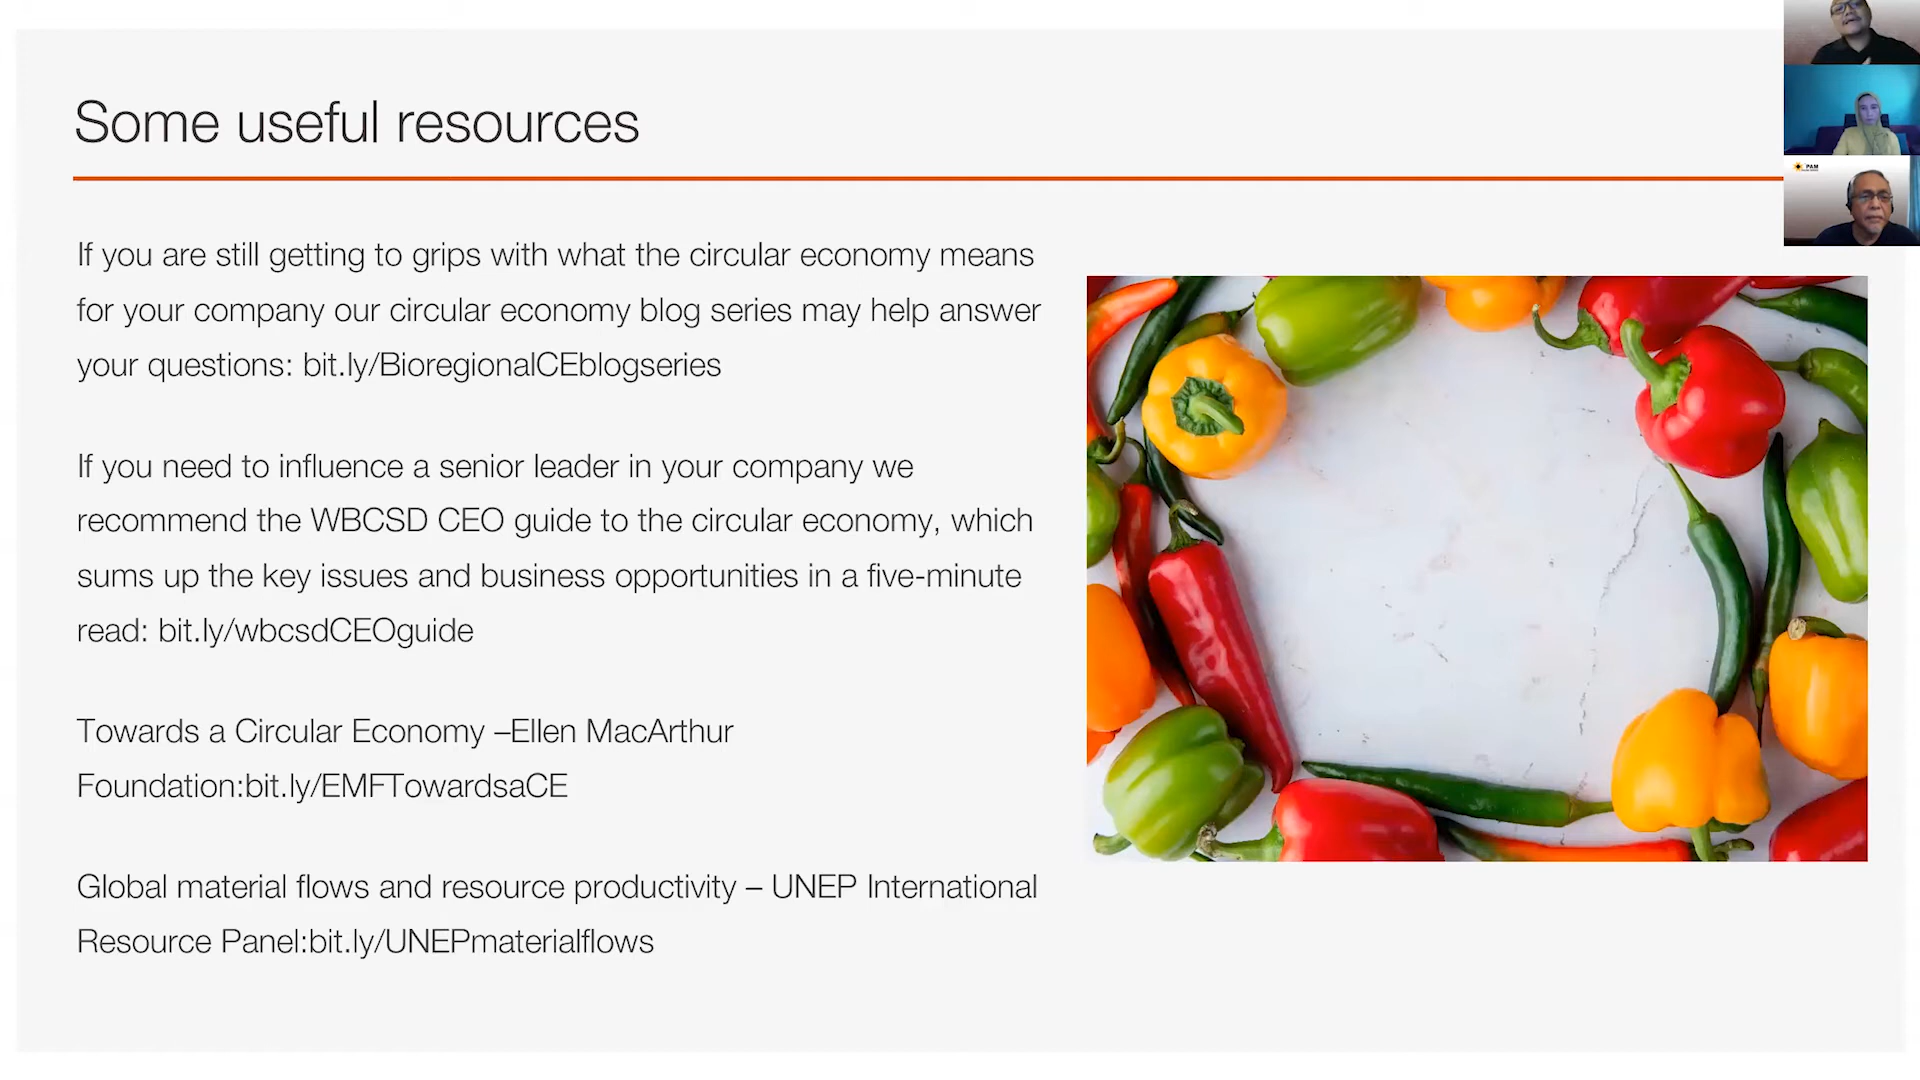 Some useful resources
If you are still getting to grips with what the circular economy means
for your company our circular economy blog series may help answer
your questions: bit.ly/BioregionalCEblogseries
If you need to influence a senior leader in your company we
recommend the WBCSD CEO guide to the circular economy, which
sums up the key issues and business opportunities in a five-minute
read: bit.ly/wbcsdCEOguide
Towards a Circular Economy –Ellen MacArthur
Foundation:bit.ly/EMFTowardsaCE
Global material flows and resource productivity – UNEP International
Resource Panel:bit.ly/UNEPmaterialflows
PAM